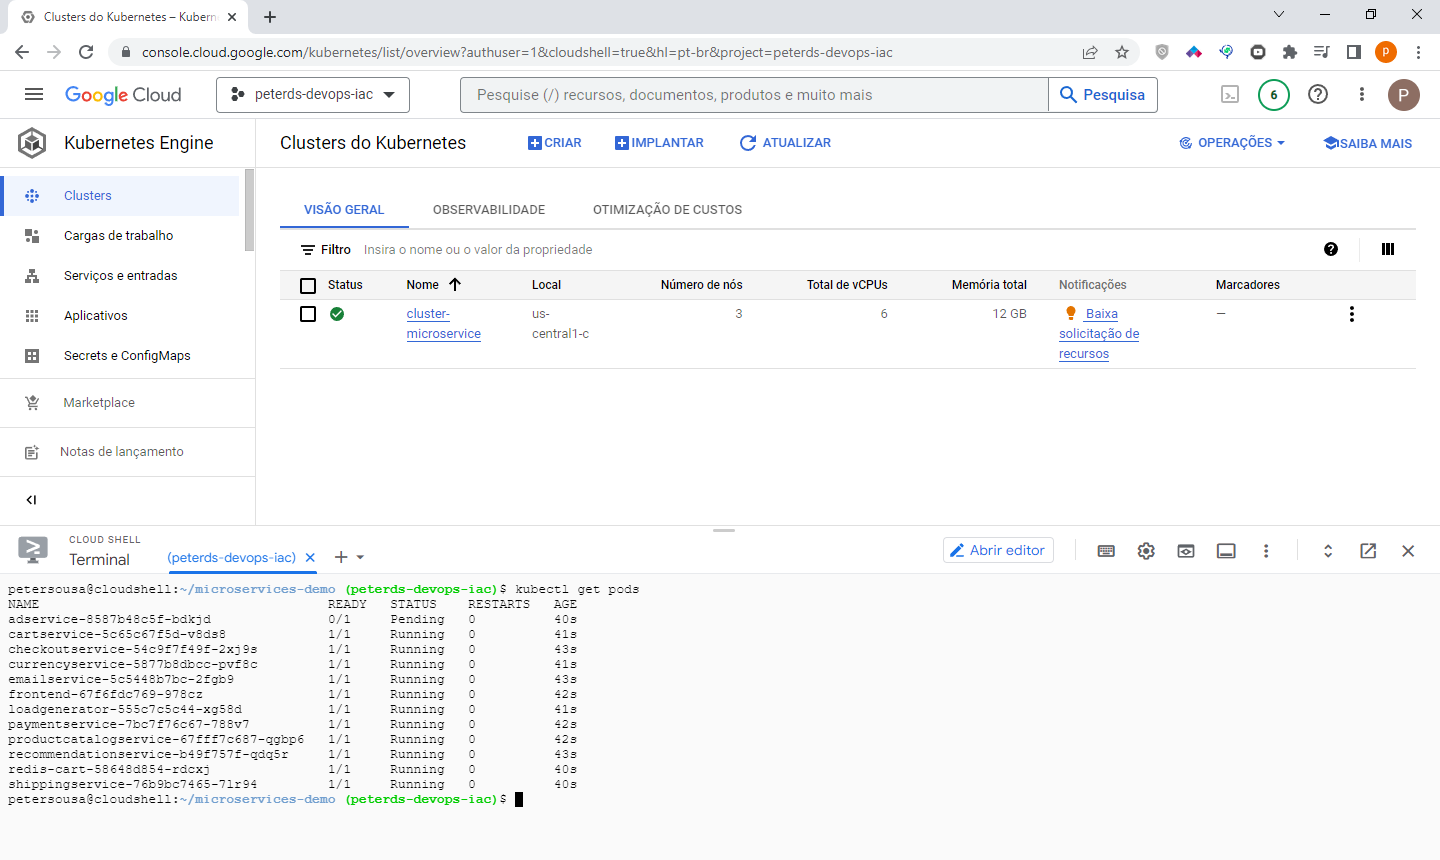 Clusters do Kubernetes – Kubern
console.cloud.google.com/kubernetes/list/overview?authuser=1&cloudshell=true&hl=pt-br&project=peterds-devops-iac
p
Google Cloud
peterds-devops-iac
Pesquise (/) recursos, documentos, produtos e muito mais
Pesquisa
6
P
Kubernetes Engine
Clusters do Kubernetes
CRIAR
IMPLANTAR
ATUALIZAR
OPERAÇÕES
SAIBA MAIS
Clusters
Cargas de trabalho
Serviços e entradas
Aplicativos
Secrets e ConfigMaps
Marketplace
Notas de lançamento
VISÃO GERAL
OBSERVABILIDADE
OTIMIZAÇÃO DE CUSTOS
Filtro Insira o nome ou o valor da propriedade
Status Nome Local Número de nós Total de vCPUs Memória total Notificações Marcadores
cluster-
microservice
us-
central1-c
3
6
12 GB
Baixa
solicitação de
recursos
—
CLOUD SHELL
Terminal
(peterds-devops-iac)
Abrir editor
petersousa@cloudshell:~/microservices-demo (peterds-devops-iac)$ kubectl get pods
NAME READY STATUS RESTARTS AGE
adservice-8587b48c5f-bdkjd 0/1 Pending 0 40s
cartservice-5c65c67f5d-v8ds8 1/1 Running 0 41s
checkoutservice-54c9f7f49f-2xj9s 1/1 Running 0 43s
currencyservice-5877b8dbcc-pvf8c 1/1 Running 0 41s
emailservice-5c5448b7bc-2fgb9 1/1 Running 0 43s
frontend-67f6fdc769-978cz 1/1 Running 0 42s
loadgenerator-555c7c5c44-xg58d 1/1 Running 0 41s
paymentservice-7bc7f76c67-788v7 1/1 Running 0 42s
productcatalogservice-67fff7c687-qgbp6 1/1 Running 0 42s
recommendationservice-b49f757f-qdq5r 1/1 Running 0 43s
redis-cart-58648d854-rdcxj 1/1 Running 0 40s
shippingservice-76b9bc7465-7lr94 1/1 Running 0 40s
petersousa@cloudshell:~/microservices-demo (peterds-devops-iac)$